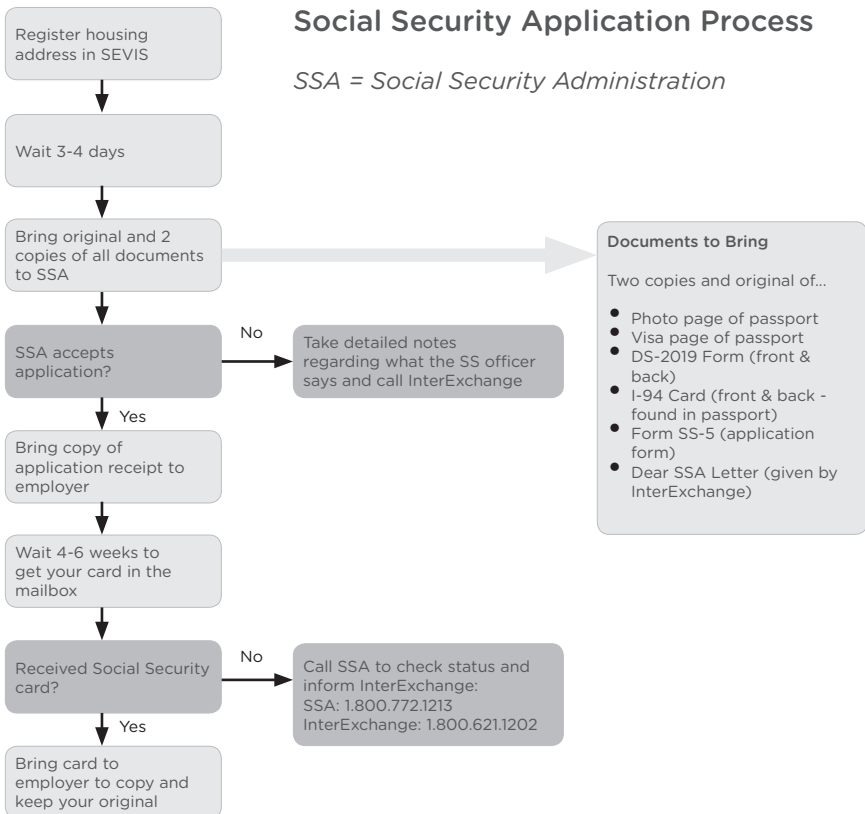 Social Security Application Process
SSA = Social Security Administration
Register housing
address in SEVIS
Wait 3-4 days
Bring original and 2
copies of all documents
to SSA
Documents to Bring
Two copies and original of...
• Photo page of passport
• Visa page of passport
• DS-2019 Form (front &
back)
• I-94 Card (front & back -
found in passport)
• Form SS-5 (application
form)
• Dear SSA Letter (given by
InterExchange)
SSA accepts
application?
No
Take detailed notes
regarding what the SS officer
says and call InterExchange
Yes
Bring copy of
application receipt to
employer
Wait 4-6 weeks to
get your card in the
mailbox
Received Social Security
card?
No
Call SSA to check status and
inform InterExchange:
SSA: 1.800.772.1213
InterExchange: 1.800.621.1202
Yes
Bring card to
employer to copy and
keep your original